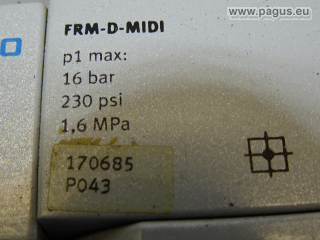 www.pagus.eu
FRM-D-MIDI
p1 max:
16 bar
230 psi
1,6 MPa
170685
P043